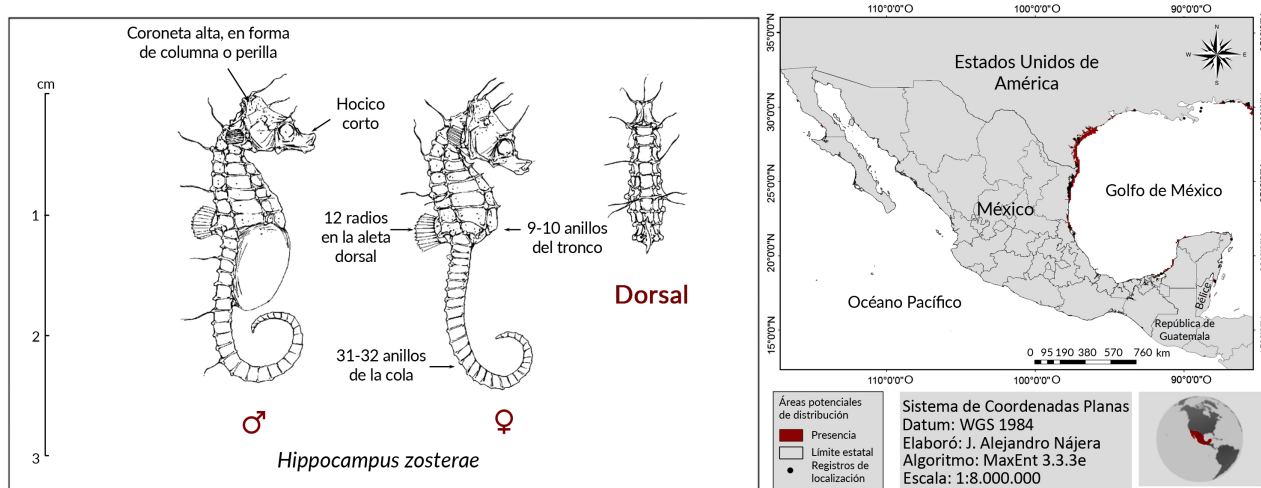 Coroneta alta, en forma
de columna o perilla
cm
Hocico
corto
1
12 radios
en la aleta
dorsal
9-10 anillos
del tronco
Dorsal
2
31-32 anillos
de la cola
♂
♀
3
Hippocampus zosterae
110°0'0"O
100°0'0"O
90°0'0"O
35°0'0"N
30°0'0"N
25°0'0"N
20°0'0"N
15°0'0"N
N
W
E
S
Estados Unidos de
América
Golfo de México
México
Océano Pacífico
Bélice
República de
Guatemala
0 95 190 380 570 760 km
110°0'0"O
100°0'0"O
90°0'0"O
Áreas potenciales
de distribución
Presencia
Límite estatal
Registros de
localización
Sistema de Coordenadas Planas
Datum: WGS 1984
Elaboró: J. Alejandro Nájera
Algoritmo: MaxEnt 3.3.3e
Escala: 1:8.000.000